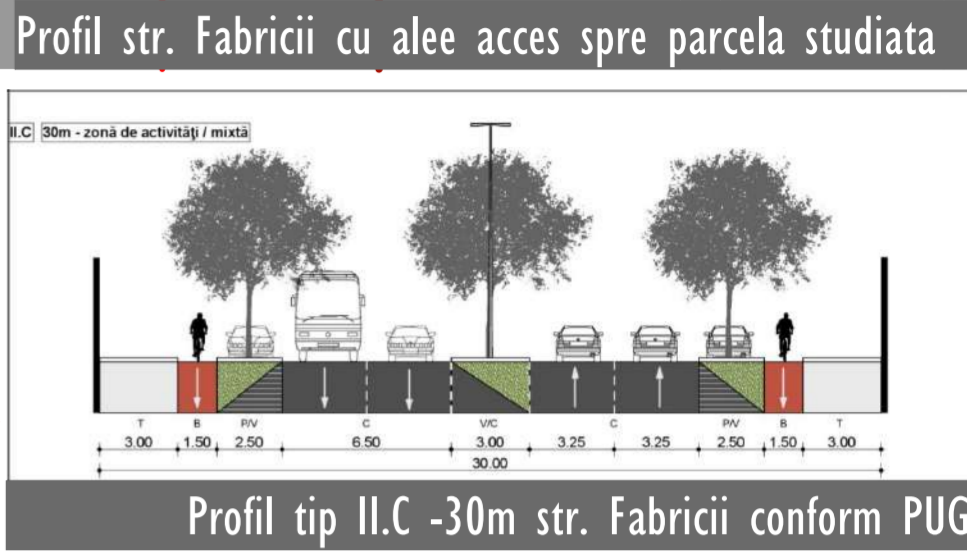 Profil str. Fabricii cu alee acces spre parcela studiata
II.C 30m - zonă de activităţi / mixtă
T B P/V C V/C C P/V B T
3.00 1.50 2.50 6.50 3.00 3.25 3.25 2.50 1.50 3.00
30.00
Profil tip II.C -30m str. Fabricii conform PUG